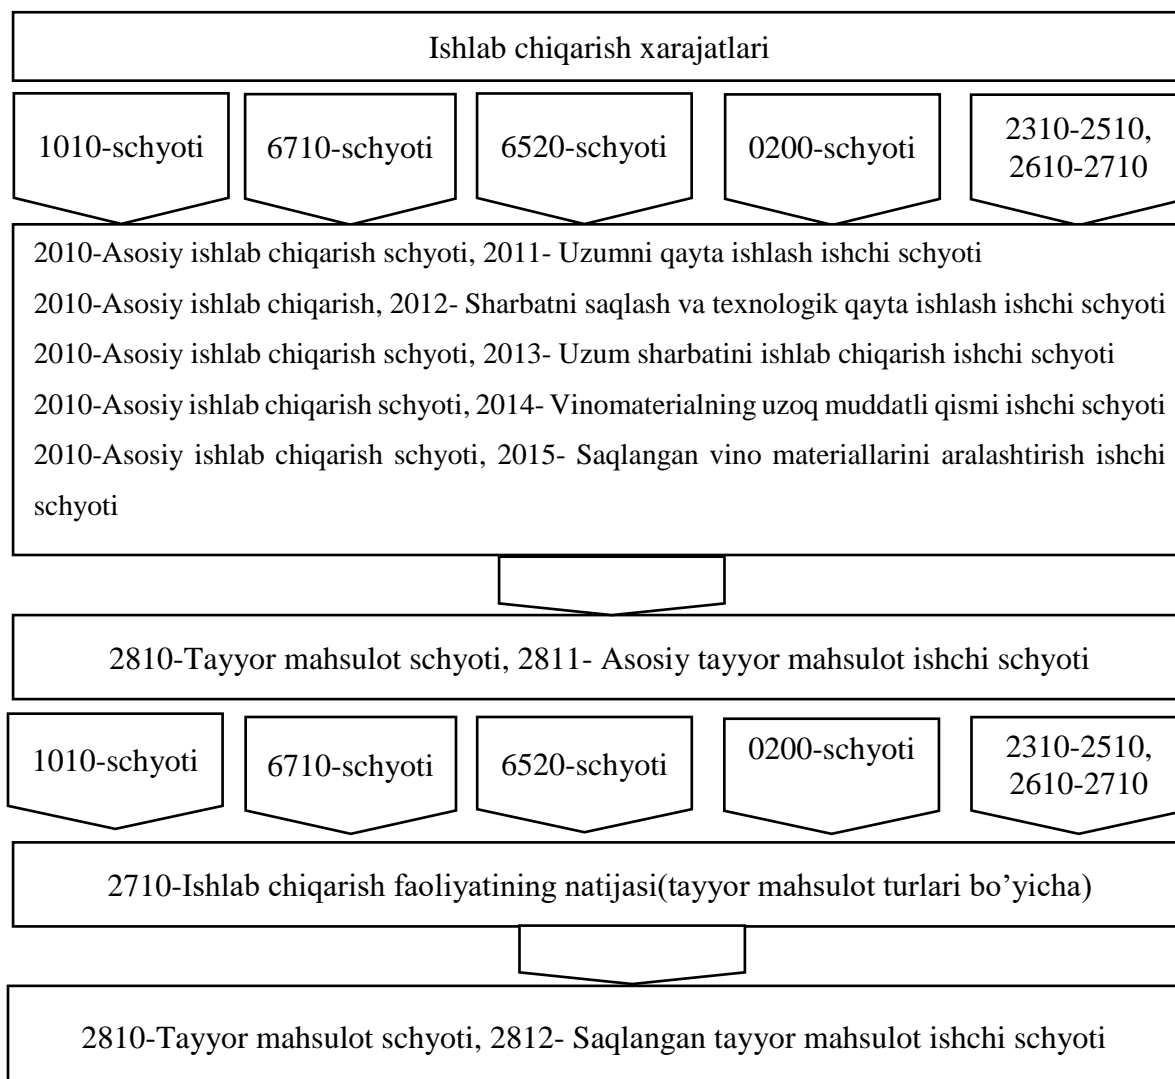 Ishlab chiqarish xarajatlari
1010-schyoti
6710-schyoti
6520-schyoti
0200-schyoti
2310-2510,
2610-2710
2010-Asosiy ishlab chiqarish schyoti, 2011- Uzumni qayta ishlash ishchi schyoti
2010-Asosiy ishlab chiqarish, 2012- Sharbatni saqlash va texnologik qayta ishlash ishchi schyoti
2010-Asosiy ishlab chiqarish schyoti, 2013- Uzum sharbatini ishlab chiqarish ishchi schyoti
2010-Asosiy ishlab chiqarish schyoti, 2014- Vinomaterialning uzoq muddatli qismi ishchi schyoti
2010-Asosiy ishlab chiqarish schyoti, 2015- Saqlangan vino materiallarini aralashtirish ishchi
schyoti
2810-Tayyor mahsulot schyoti, 2811- Asosiy tayyor mahsulot ishchi schyoti
1010-schyoti
6710-schyoti
6520-schyoti
0200-schyoti
2310-2510,
2610-2710
2710-Ishlab chiqarish faoliyatining natijasi(tayyor mahsulot turlari bo’yicha)
2810-Tayyor mahsulot schyoti, 2812- Saqlangan tayyor mahsulot ishchi schyoti